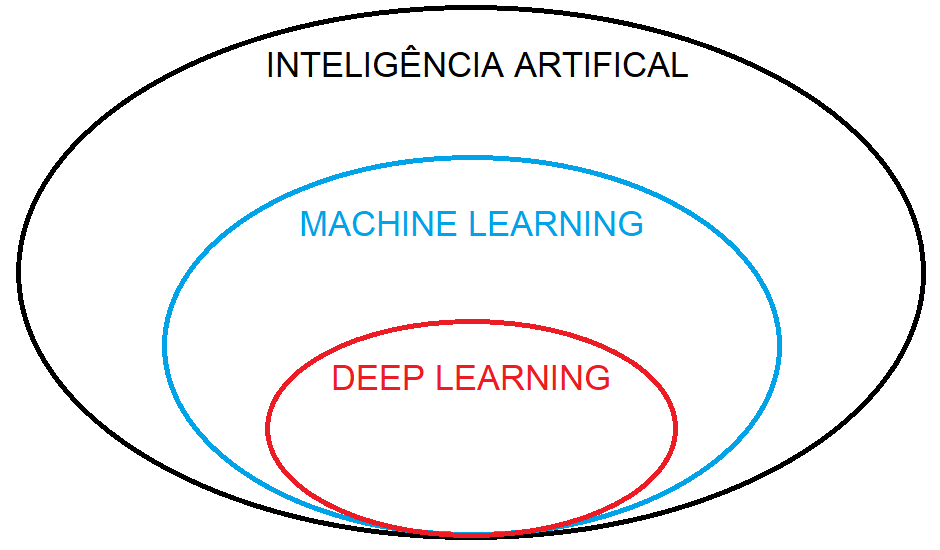 INTELIGÊNCIA ARTIFICAL
MACHINE LEARNING
DEEP LEARNING